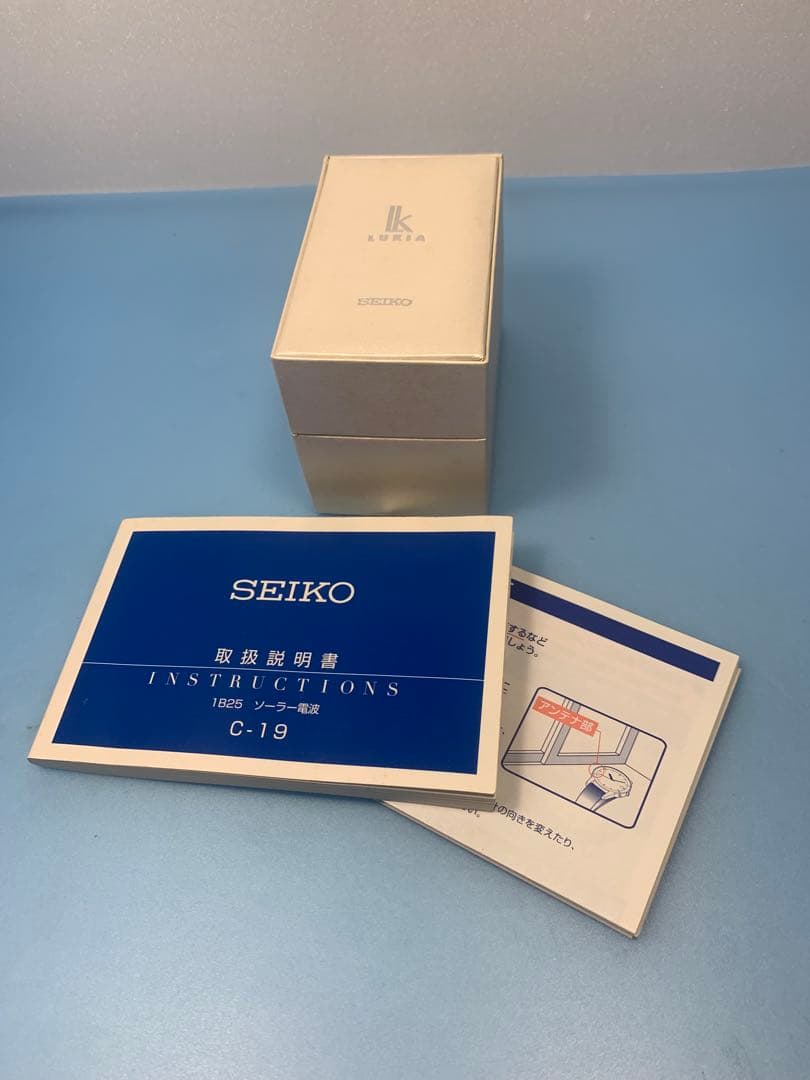 lk
LUKIA
SEIKO
SEIKO
取扱説明書
INSTRUCTIONS
1B25 ソーラー電波
C-19
するなど
しょう。
アンテナ部
の向きを変えたり、